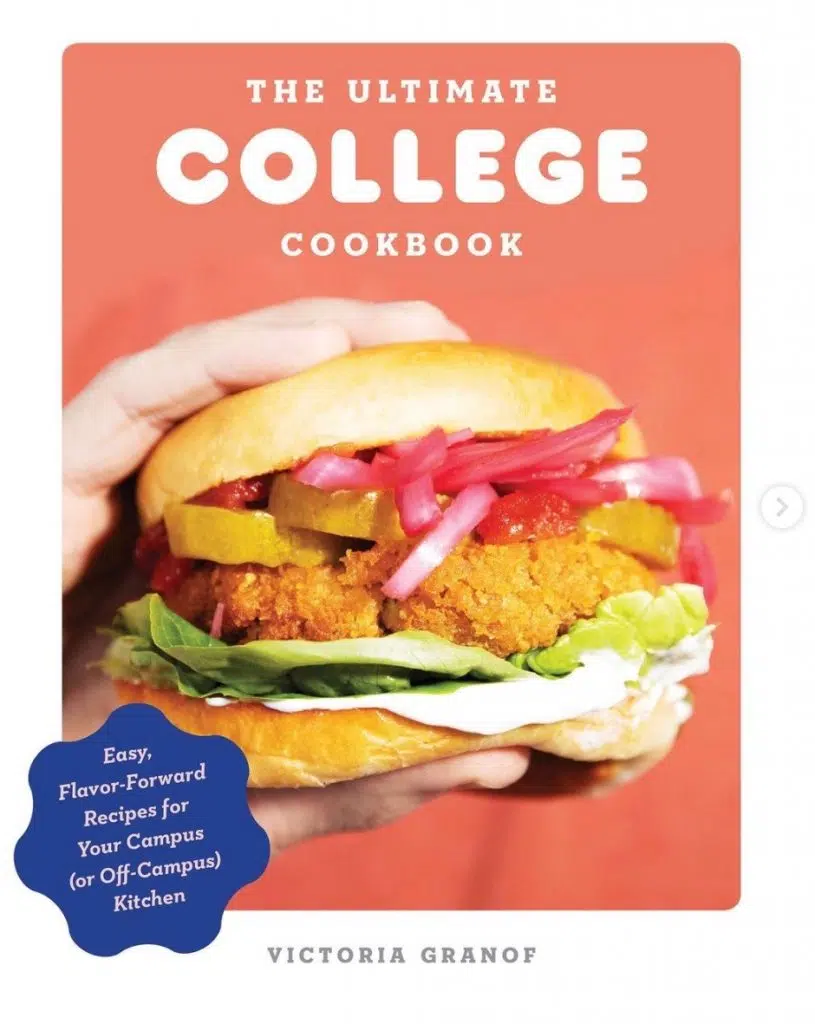 THE ULTIMATE
COLLEGE
COOKBOOK
Easy,
Flavor-Forward
Recipes for
Your Campus
(or Off-Campus)
Kitchen
VICTORIA GRANOF